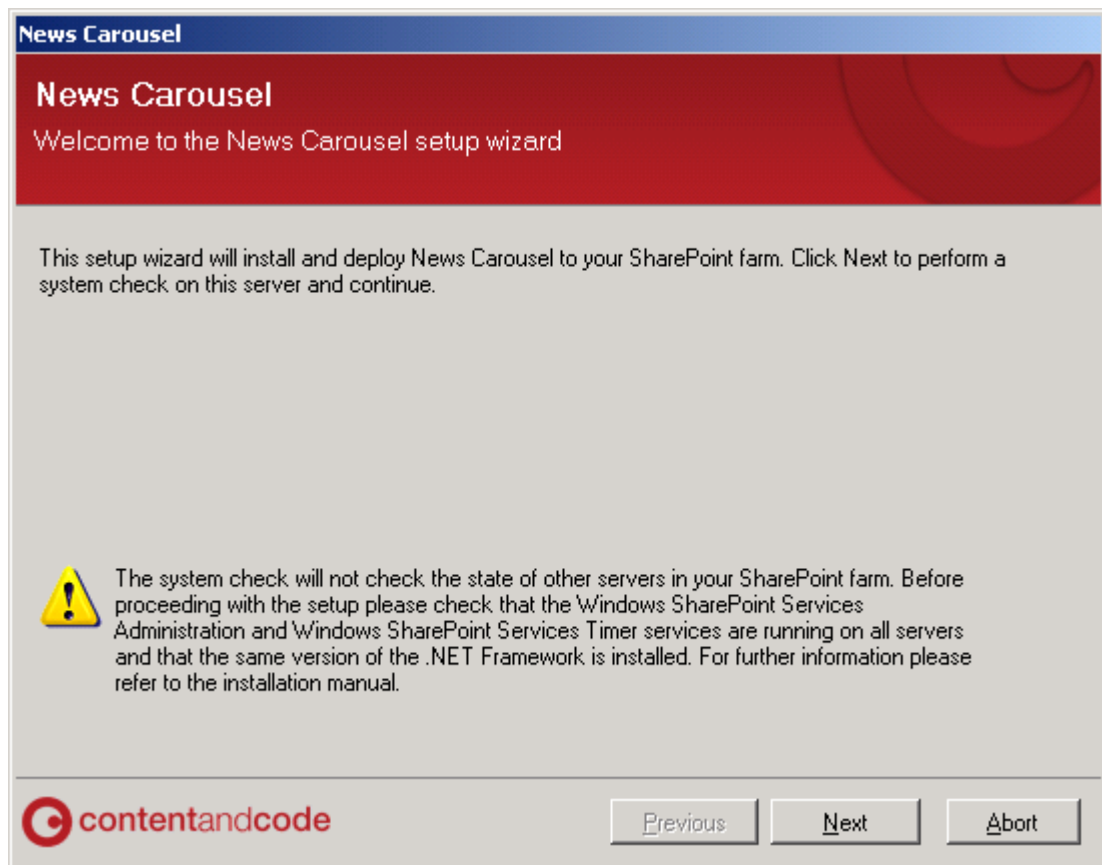 News Carousel
News Carousel
Welcome to the News Carousel setup wizard
This setup wizard will install and deploy News Carousel to your SharePoint farm. Click Next to perform a
system check on this server and continue.
The system check will not check the state of other servers in your SharePoint farm. Before
proceeding with the setup please check that the Windows SharePoint Services
Administration and Windows SharePoint Services Timer services are running on all servers
and that the same version of the .NET Framework is installed. For further information please
refer to the installation manual.
contentandcode
Previous
Next
Abort